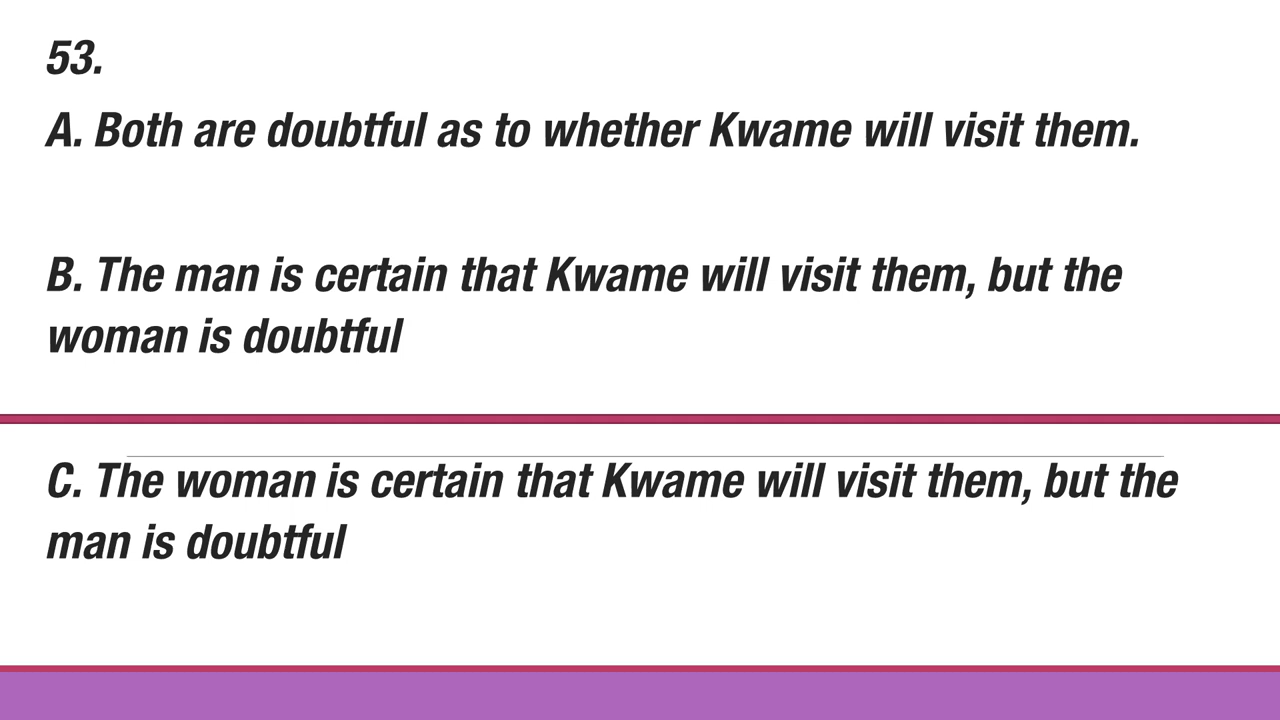 53.
A. Both are doubtful as to whether Kwame will visit them.
B. The man is certain that Kwame will visit them, but the
woman is doubtful
C. The woman is certain that Kwame will visit them, but the
man is doubtful